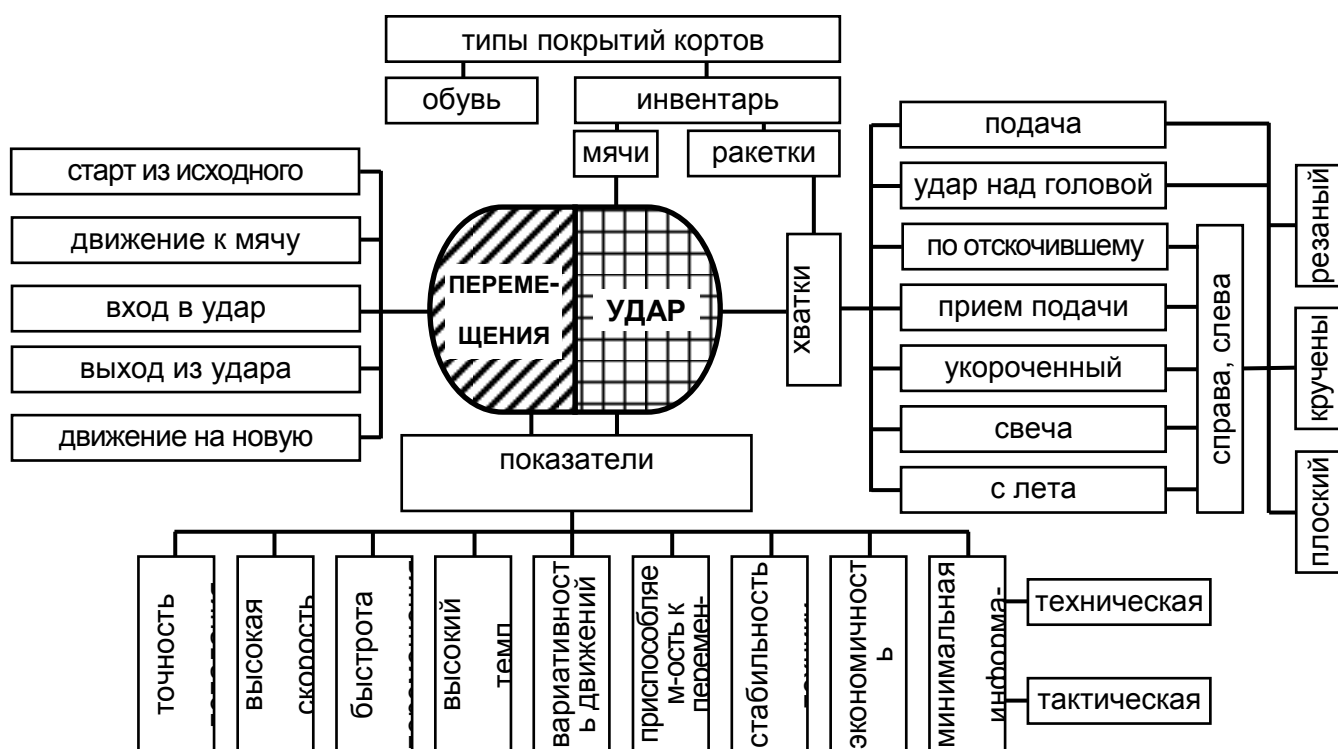 типы покрытий кортов
обувь
инвентарь
мячи
ракетки
старт из исходного
движение к мячу
вход в удар
выход из удара
движение на новую
ПЕРЕМЕ-
ЩЕНИЯ
УДАР
хватки
подача
удар над головой
по отскочившему
прием подачи
укороченный
свеча
с лета
справа, слева
резаный
кручены
плоский
показатели
точность
высокая
скорость
быстрота
высокий
темп
вариативност
ь движений
приспособляе
м-ость к
перемен-
стабильность
экономичност
ь
минимальная
информа-
техническая
тактическая